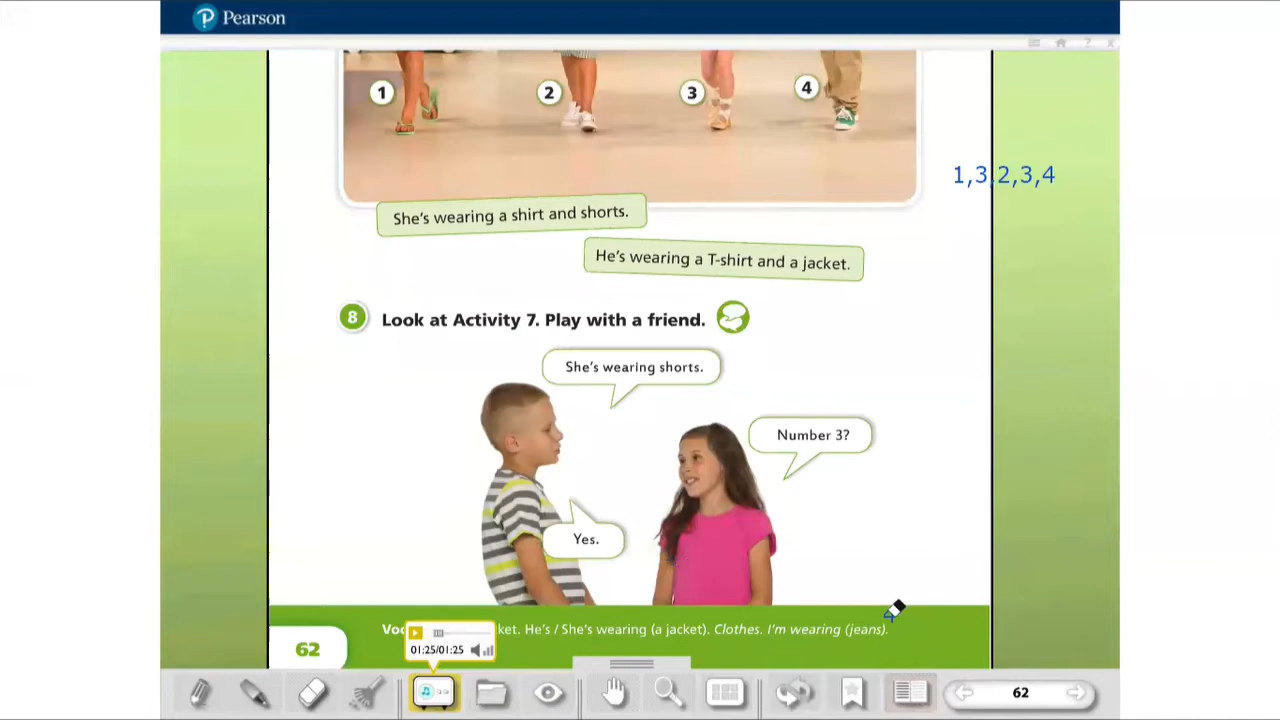 Pearson
1 2 3 4
1,3,2,3,4
She's wearing a shirt and shorts.
He's wearing a T-shirt and a jacket.
8 Look at Activity 7. Play with a friend.
She's wearing shorts.
Number 3?
Yes.
62 He's / She's wearing (a jacket). Clothes. I'm wearing (jeans).
01:25/01:25
62